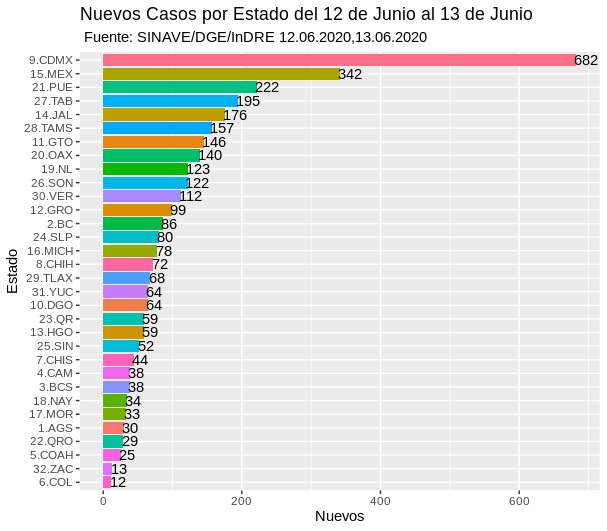 Nuevos Casos por Estado del 12 de Junio al 13 de Junio
Fuente: SINAVE/DGE/InDRE 12.06.2020,13.06.2020
Estado
9.CDMX 682
15.MEX 342
21.PUE 222
27.TAB 195
14.JAL 176
28.TAMS 157
11.GTO 146
20.OAX 140
19.NL 123
26.SON 122
30.VER 112
12.GRO 99
2.BC 86
24.SLP 80
16.MICH 78
8.CHIH 72
29.TLAX 68
31.YUC 64
10.DGO 64
23.QR 59
13.HGO 59
25.SIN 52
7.CHIS 44
4.CAM 38
3.BCS 38
18.NAY 34
17.MOR 33
1.AGS 30
22.QRO 29
5.COAH 25
32.ZAC 13
6.COL 12
0 200 400 600
Nuevos